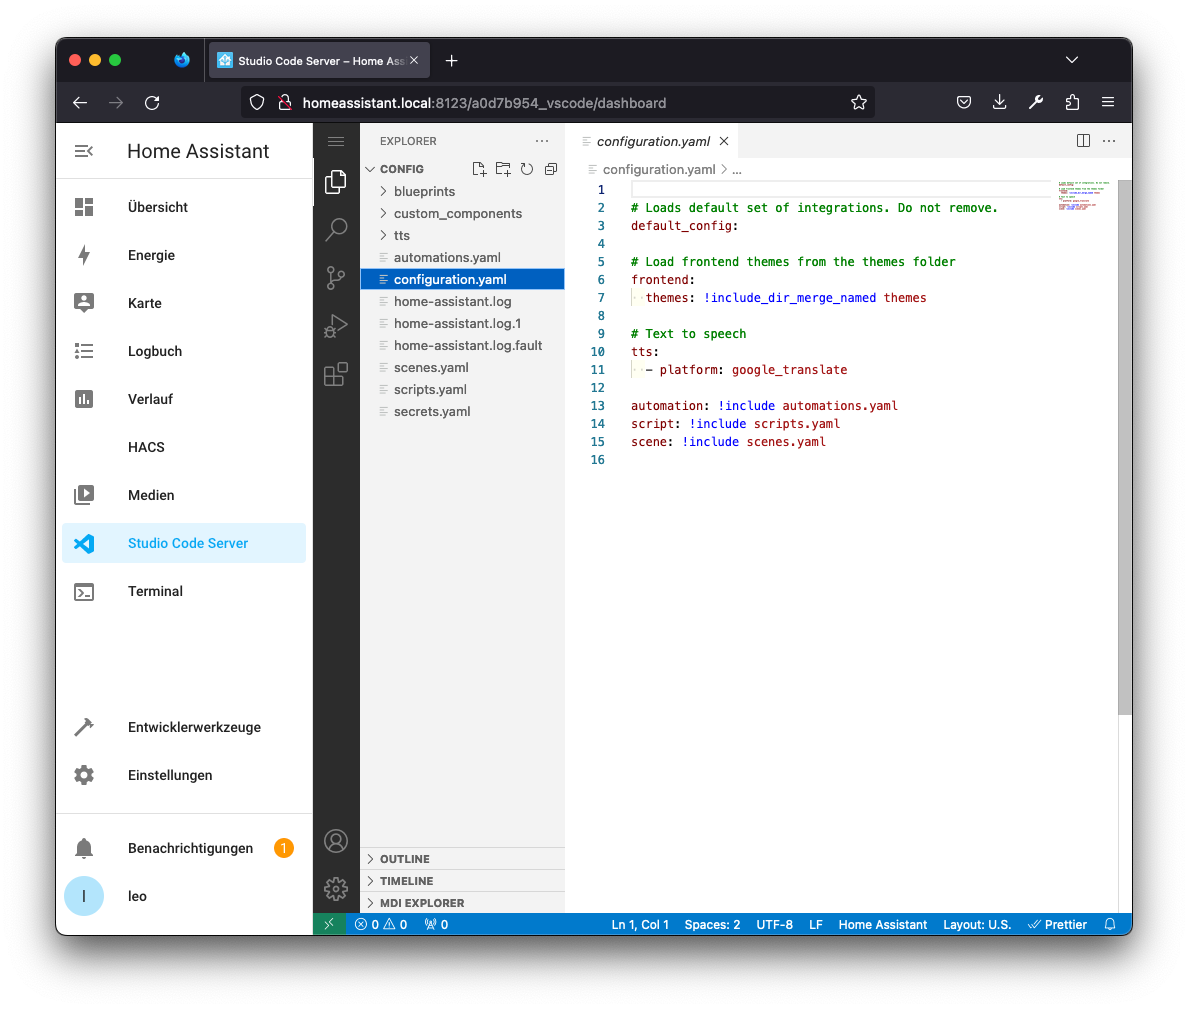 Studio Code Server – Home Ass
homeassistant.local:8123/a0d7b954_vscode/dashboard
Home Assistant
Übersicht
Energie
Karte
Logbuch
Verlauf
HACS
Medien
Studio Code Server
Terminal
Entwicklerwerkzeuge
Einstellungen
Benachrichtigungen 1
l leo
EXPLORER
CONFIG
blueprints
custom_components
tts
automations.yaml
configuration.yaml
home-assistant.log
home-assistant.log.1
home-assistant.log.fault
scenes.yaml
scripts.yaml
secrets.yaml
OUTLINE
TIMELINE
MDI EXPLORER
configuration.yaml
configuration.yaml > ...
1
2 # Loads default set of integrations. Do not remove.
3 default_config:
4
5 # Load frontend themes from the themes folder
6 frontend:
7   themes: !include_dir_merge_named themes
8
9 # Text to speech
10 tts:
11   - platform: google_translate
12
13 automation: !include automations.yaml
14 script: !include scripts.yaml
15 scene: !include scenes.yaml
16
0 0 0 Ln 1, Col 1 Spaces: 2 UTF-8 LF Home Assistant Layout: U.S. Prettier